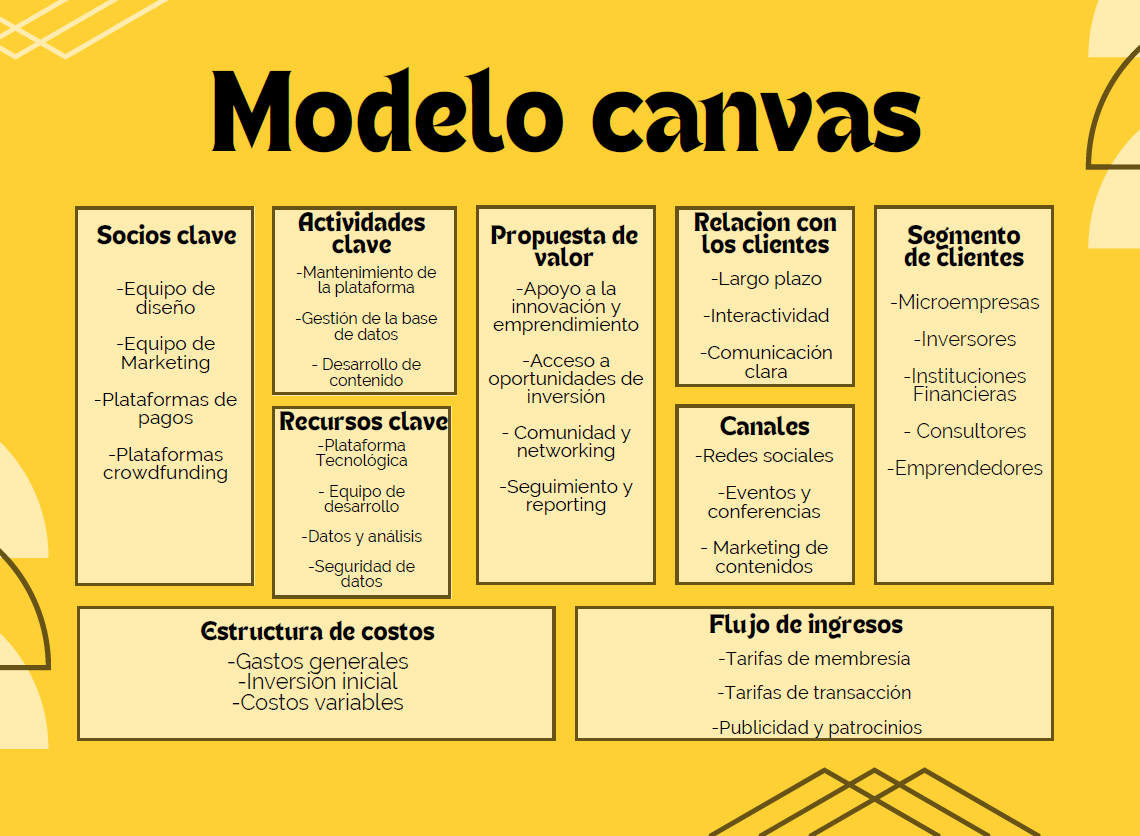 Modelo canvas
Socios clave
-Equipo de
diseño
-Equipo de
Marketing
-Plataformas de
pagos
-Plataformas
crowdfunding
Actividades
clave
-Mantenimiento de
la plataforma
-Gestión de la base
de datos
- Desarrollo de
contenido
Recursos clave
-Plataforma
Tecnológica
- Equipo de
desarrollo
-Datos y análisis
-Seguridad de
datos
Propuesta de
valor
-Apoyo a la
innovación y
emprendimiento
-Acceso a
oportunidades de
inversión
- Comunidad y
networking
-Seguimiento y
reporting
Relacion con
los clientes
-Largo plazo
-Interactividad
-Comunicación
clara
Canales
-Redes sociales
-Eventos y
conferencias
- Marketing de
contenidos
Segmento
de clientes
-Microempresas
-Inversores
-Instituciones
Financieras
- Consultores
-Emprendedores
Estructura de costos
-Gastos generales
-Inversión inicial
-Costos variables
Flujo de ingresos
-Tarifas de membresía
-Tarifas de transacción
-Publicidad y patrocinios